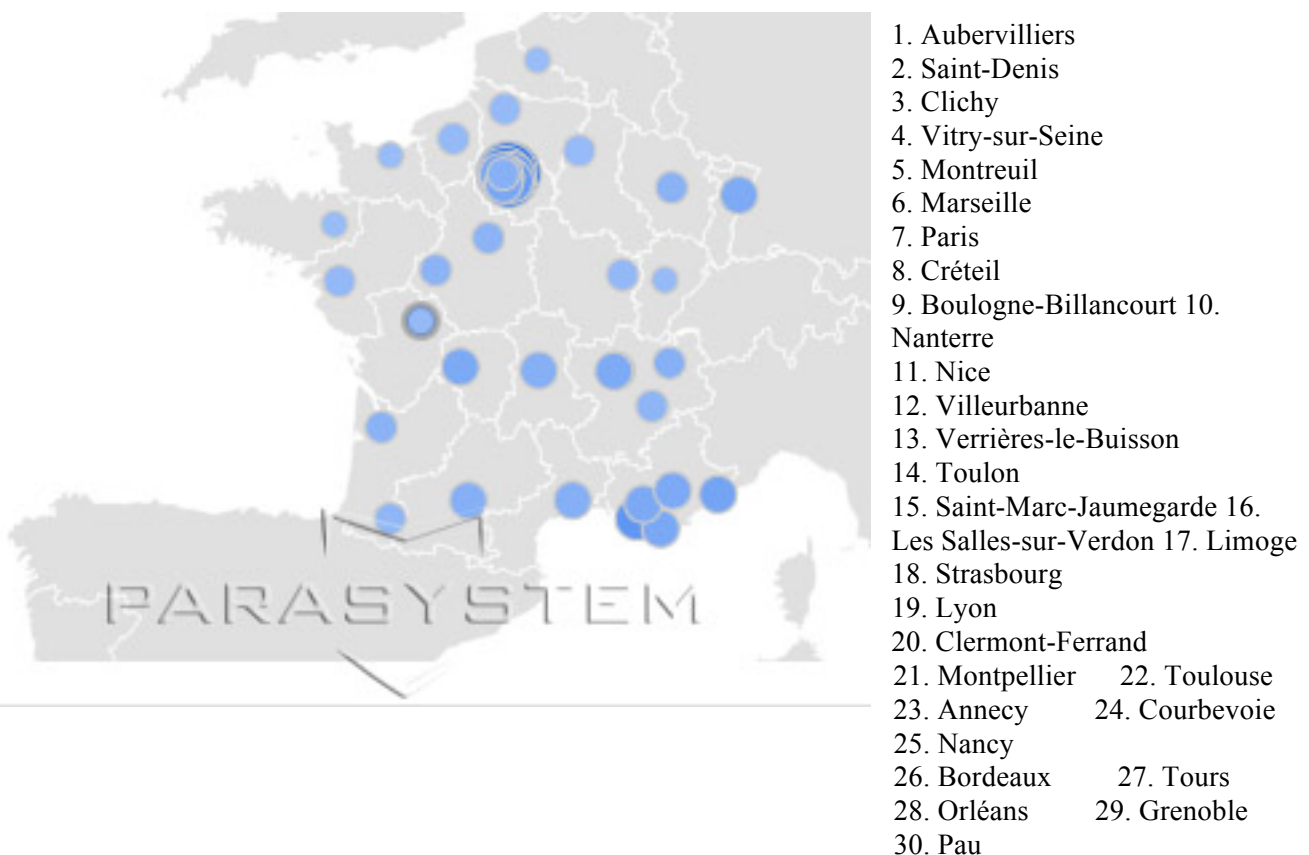 1. Aubervilliers
2. Saint-Denis
3. Clichy
4. Vitry-sur-Seine
5. Montreuil
6. Marseille
7. Paris
8. Créteil
9. Boulogne-Billancourt 10.
Nanterre
11. Nice
12. Villeurbanne
13. Verrières-le-Buisson
14. Toulon
15. Saint-Marc-Jaumegarde 16.
Les Salles-sur-Verdon 17. Limoge
18. Strasbourg
19. Lyon
20. Clermont-Ferrand
21. Montpellier 22. Toulouse
23. Annecy 24. Courbevoie
25. Nancy
26. Bordeaux 27. Tours
28. Orléans 29. Grenoble
30. Pau
PARASYSTEM